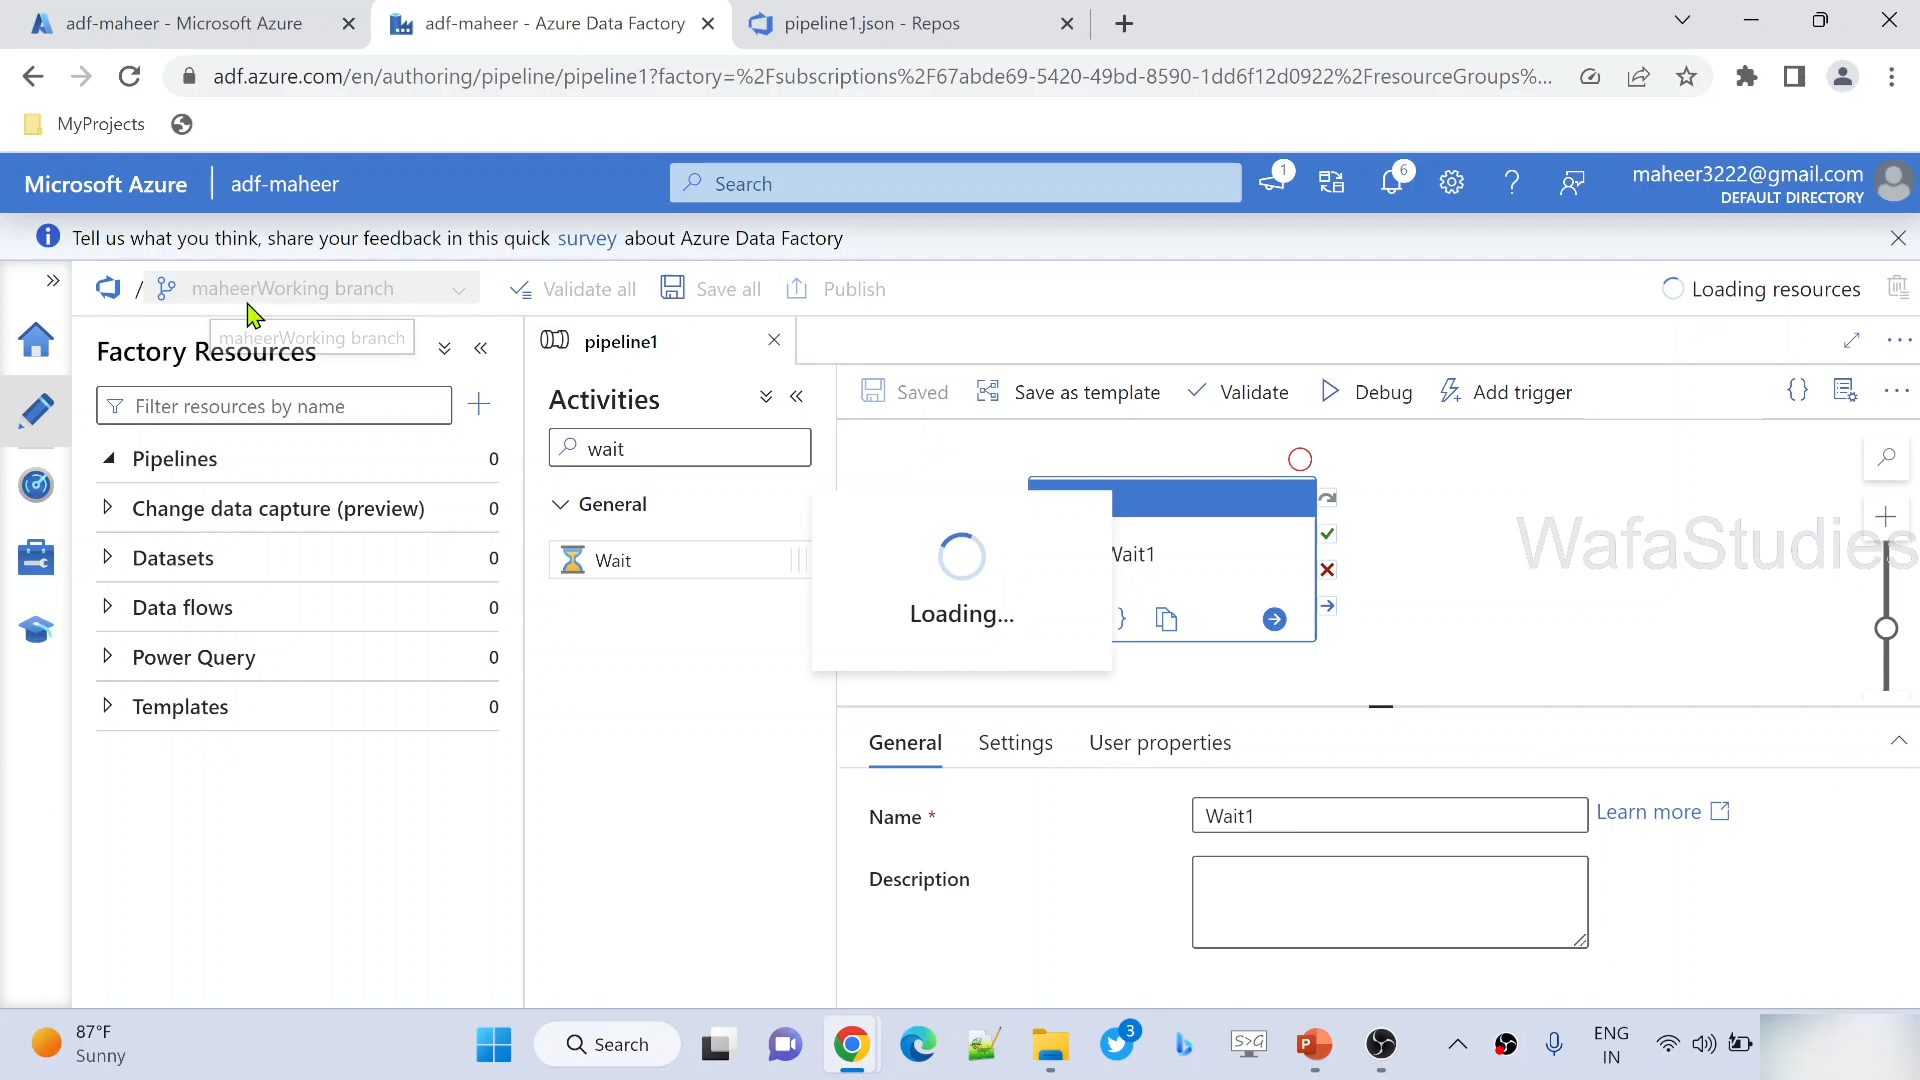 adf-maheer - Microsoft Azure
adf-maheer - Azure Data Factory
pipeline1.json - Repos
adf.azure.com/en/authoring/pipeline/pipeline1?factory=%2Fsubscriptions%2F67abde69-5420-49bd-8590-1dd6f12d0922%2FresourceGroups%...
MyProjects
Microsoft Azure
adf-maheer
Search
1
6
maheer3222@gmail.com
DEFAULT DIRECTORY
Tell us what you think, share your feedback in this quick survey about Azure Data Factory
/
maheerWorking branch
Validate all
Save all
Publish
Loading resources
maheerWorking branch
Factory Resources
Filter resources by name
Pipelines 0
Change data capture (preview) 0
Datasets 0
Data flows 0
Power Query 0
Templates 0
pipeline1
Activities
wait
General
Wait
Saved
Save as template
Validate
Debug
Add trigger
{}
Wait1
}
Loading...
WafaStudies
General
Settings
User properties
Name *
Wait1
Learn more
Description
87°F
Sunny
Search
3
S>G
P
ENG
IN